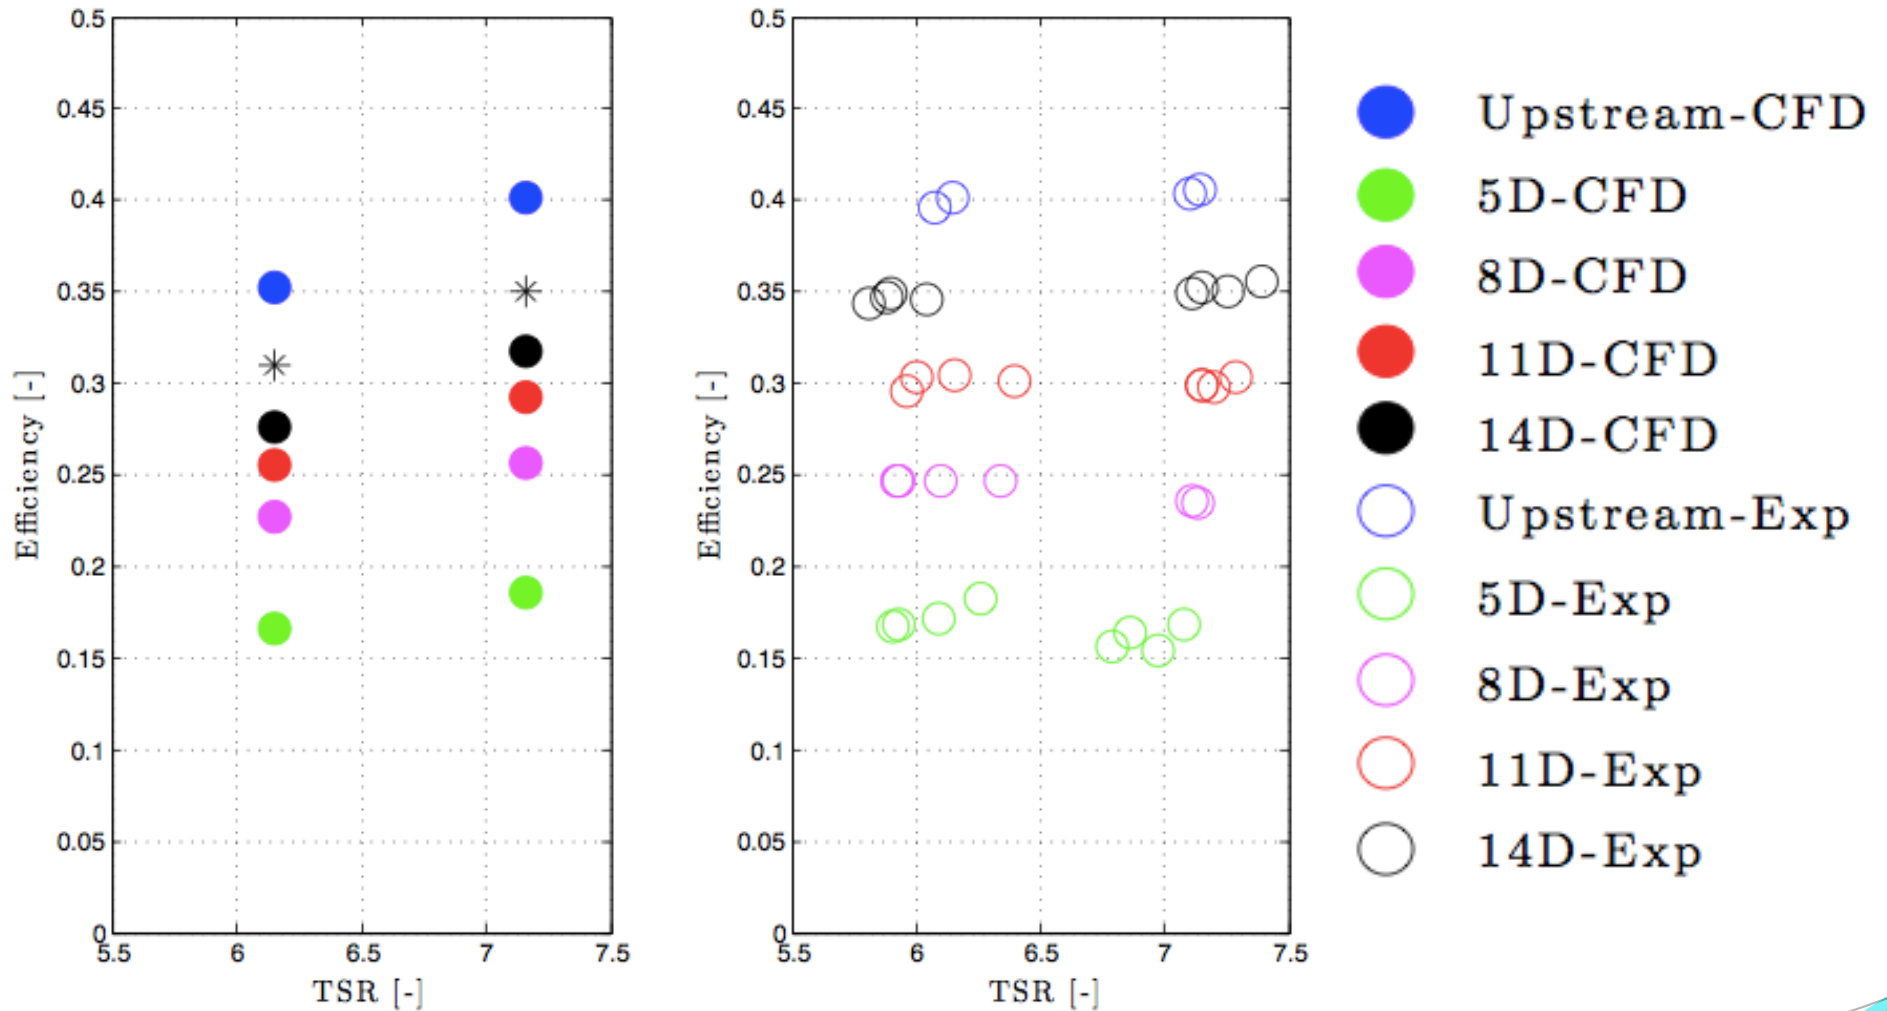 0.5
0.45
0.4
0.35
0.3
0.25
0.2
0.15
0.1
0.05
0
Efficiency [-]
5.5 6 6.5 7 7.5
TSR [-]
0.5
0.45
0.4
0.35
0.3
0.25
0.2
0.15
0.1
0.05
0
Efficiency [-]
5.5 6 6.5 7 7.5
TSR [-]
Upstream-CFD
5D-CFD
8D-CFD
11D-CFD
14D-CFD
Upstream-Exp
5D-Exp
8D-Exp
11D-Exp
14D-Exp